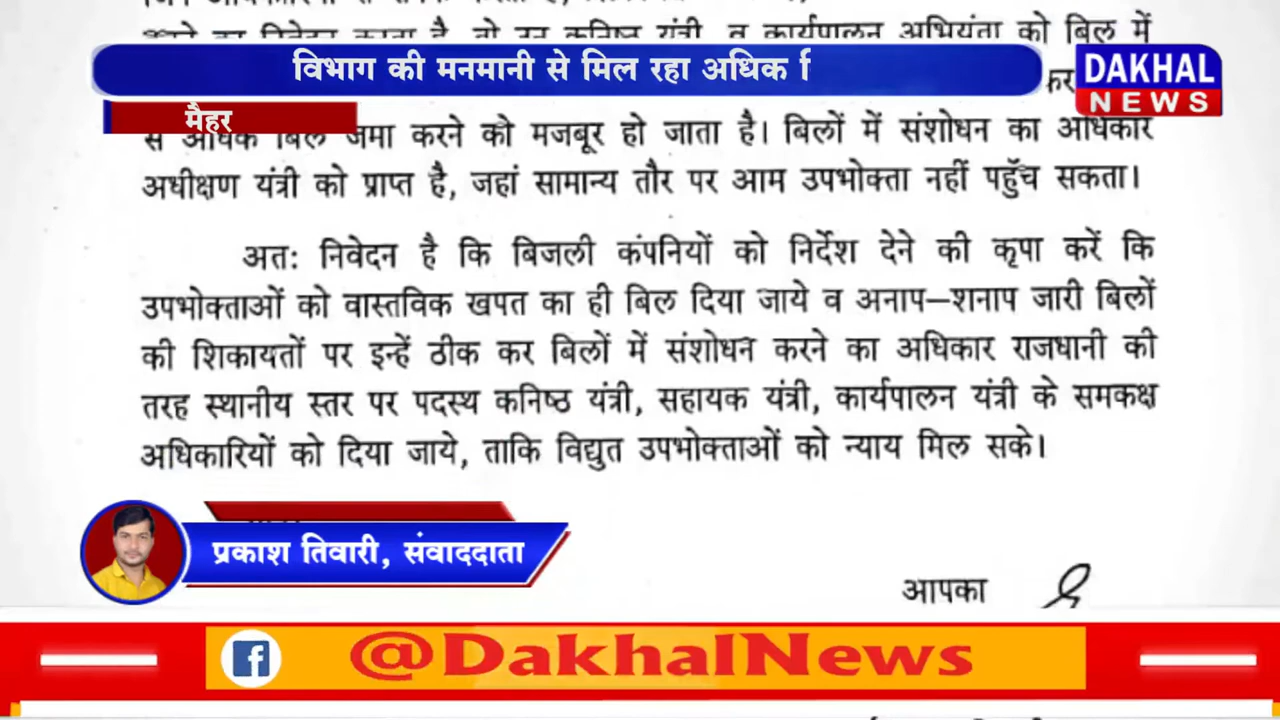 को बिल में
विभाग की मनमानी से मिल रहा अधिक
DAKHAL
NEWS
मैहर
से अधिक बिल जमा करने को मजबूर हो जाता है। बिलों में संशोधन का अधिकार
अधीक्षण यंत्री को प्राप्त है, जहां सामान्य तौर पर आम उपभोक्ता नहीं पहुँच सकता।
अतः निवेदन है कि बिजली कंपनियों को निर्देश देने की कृपा करें कि
उपभोक्ताओं को वास्तविक खपत का ही बिल दिया जाये व अनाप–शनाप जारी बिलों
की शिकायतों पर इन्हें ठीक कर बिलों में संशोधन करने का अधिकार राजधानी की
तरह स्थानीय स्तर पर पदस्थ कनिष्ठ यंत्री, सहायक यंत्री, कार्यपालन यंत्री के समकक्ष
अधिकारियों को दिया जाये, ताकि विद्युत उपभोक्ताओं को न्याय मिल सके।
प्रकाश तिवारी, संवाददाता
आपका
@DakhalNews